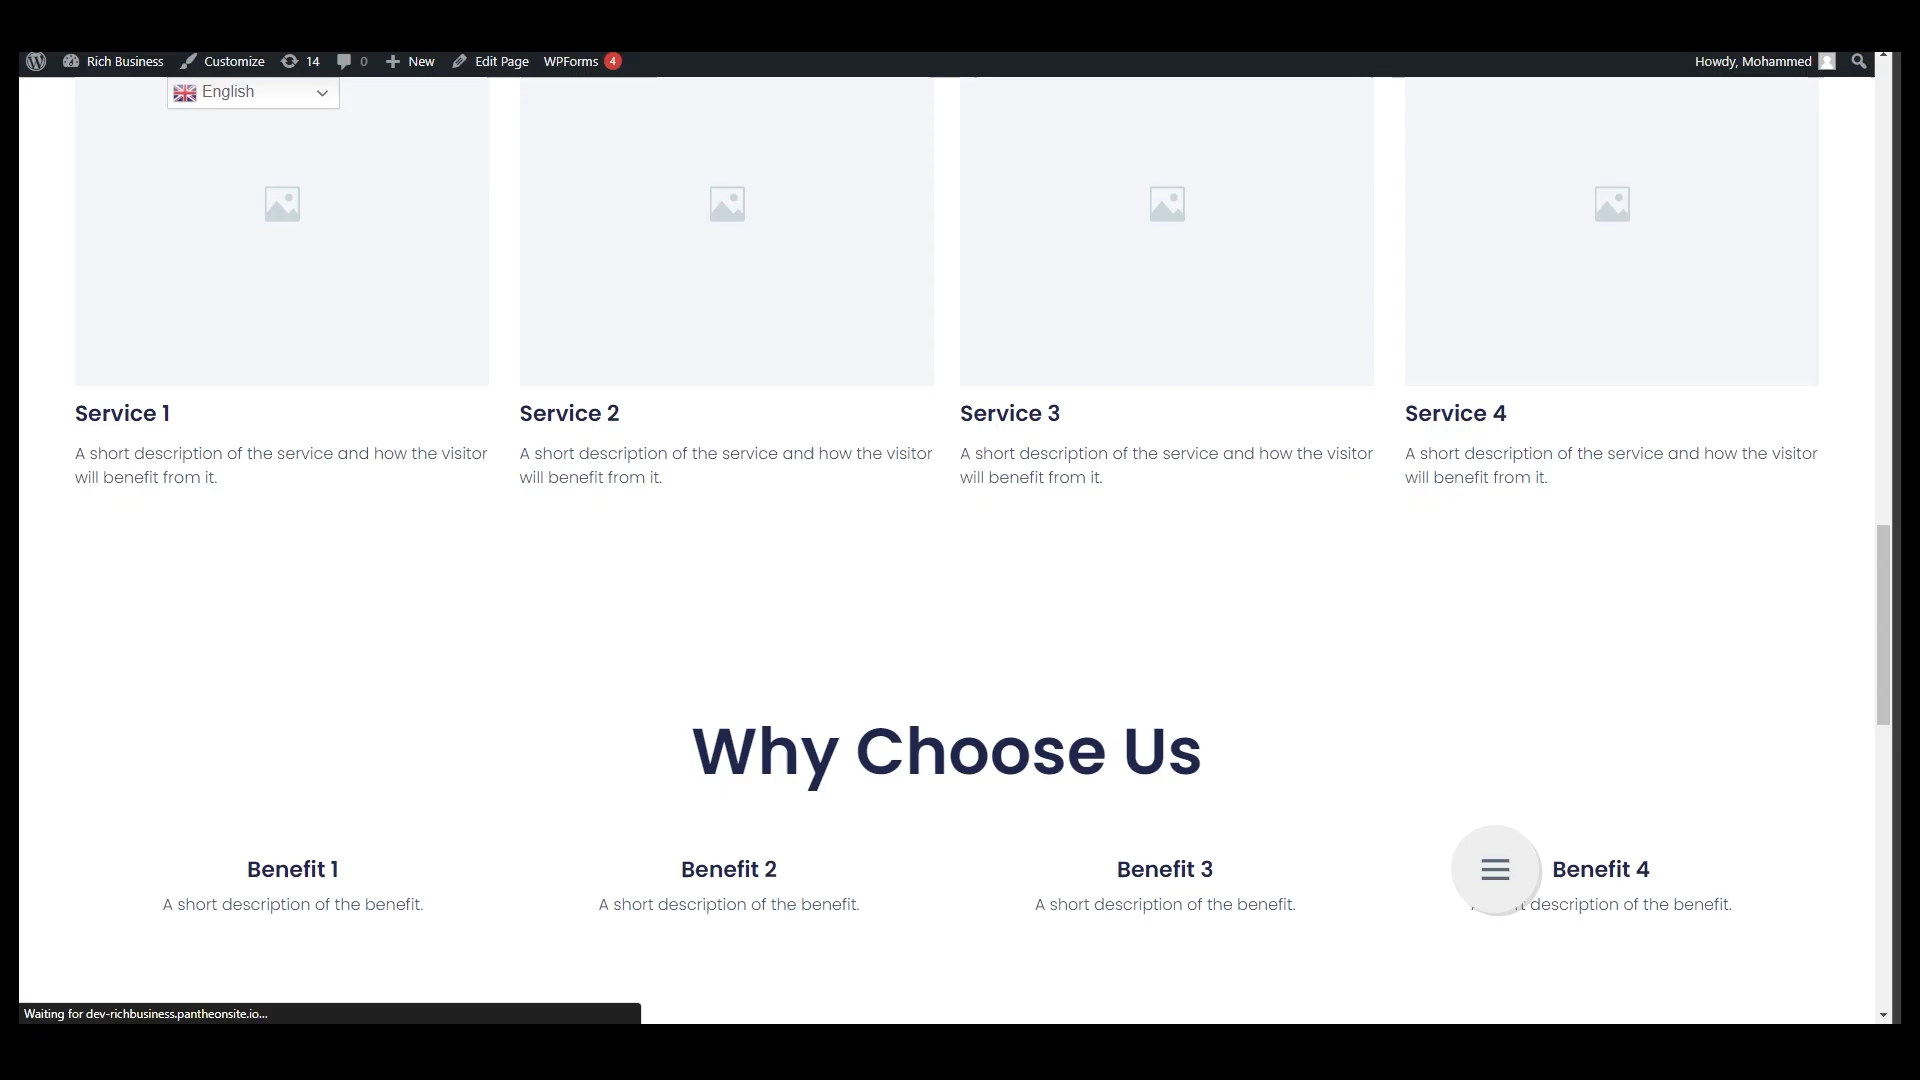 Rich Business Customize 14 0 New Edit Page WPForms 4 Howdy, Mohammed
English
Service 1
A short description of the service and how the visitor
will benefit from it.
Service 2
A short description of the service and how the visitor
will benefit from it.
Service 3
A short description of the service and how the visitor
will benefit from it.
Service 4
A short description of the service and how the visitor
will benefit from it.
Why Choose Us
Benefit 1
A short description of the benefit.
Benefit 2
A short description of the benefit.
Benefit 3
A short description of the benefit.
Benefit 4
description of the benefit.
Waiting for dev-richbusiness.pantheonsite.io...